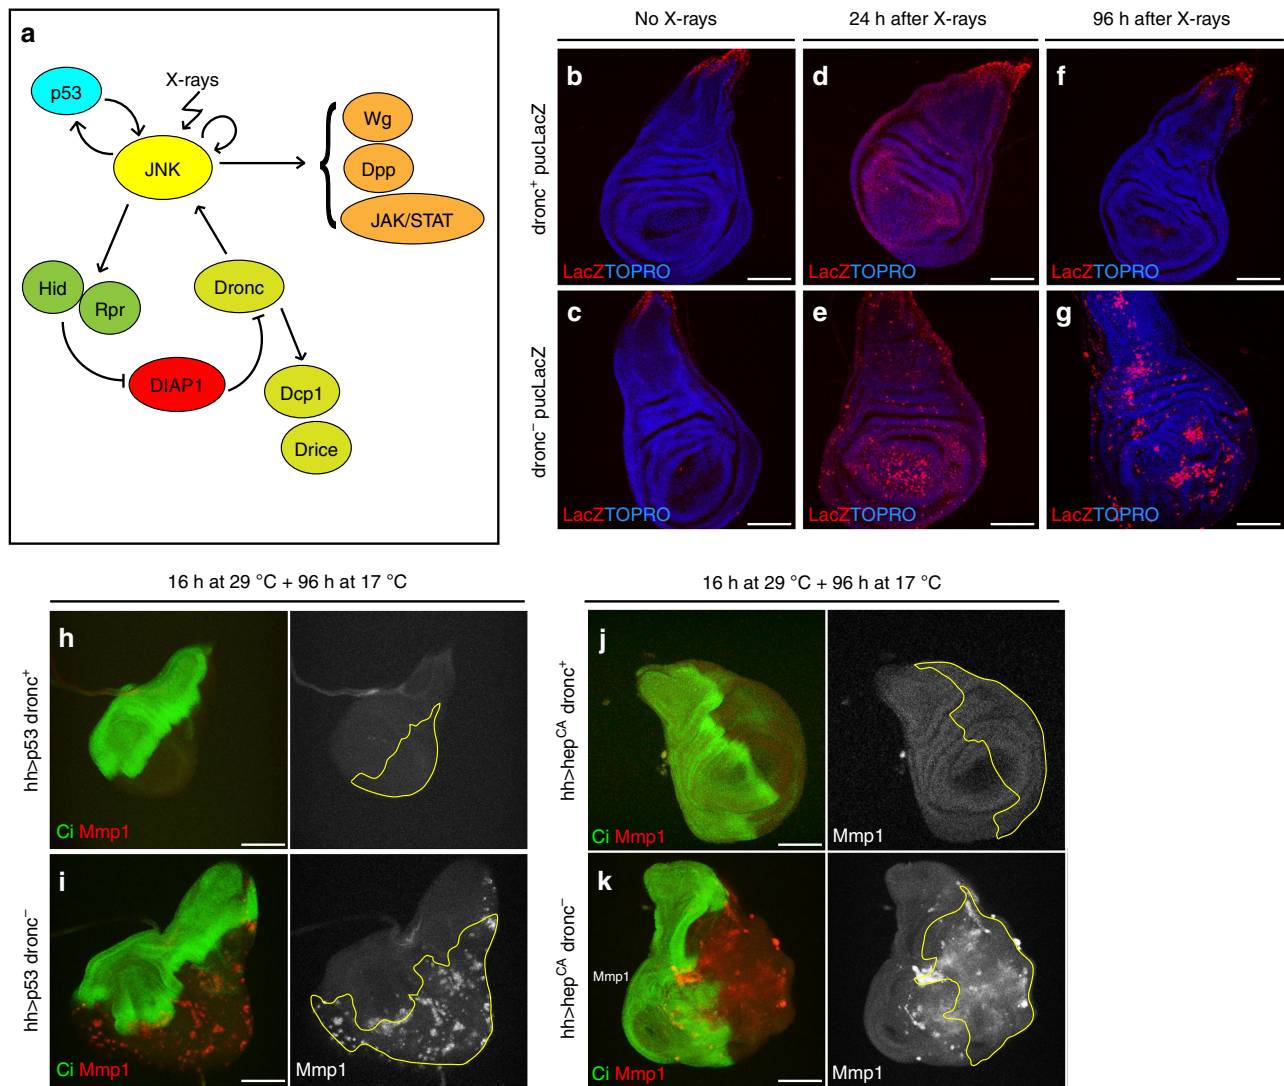 a
p53
X-rays
JNK
Wg
Dpp
JAK/STAT
Hid
Rpr
Dronc
DIAP1
Dcp1
Drice
No X-rays
24 h after X-rays
96 h after X-rays
dronc⁺ pucLacZ
b
LacZTOPRO
d
LacZTOPRO
f
LacZTOPRO
dronc⁻ pucLacZ
c
LacZTOPRO
e
LacZTOPRO
g
LacZTOPRO
16 h at 29 °C + 96 h at 17 °C
hh>p53 dronc⁺
h
Ci Mmp1
hh>p53 dronc⁻
i
Ci Mmp1
Mmp1
16 h at 29 °C + 96 h at 17 °C
hh>hepᶜᴬ dronc⁺
j
Ci Mmp1
Mmp1
hh>hepᶜᴬ dronc⁻
k
Mmp1
Ci Mmp1
Mmp1